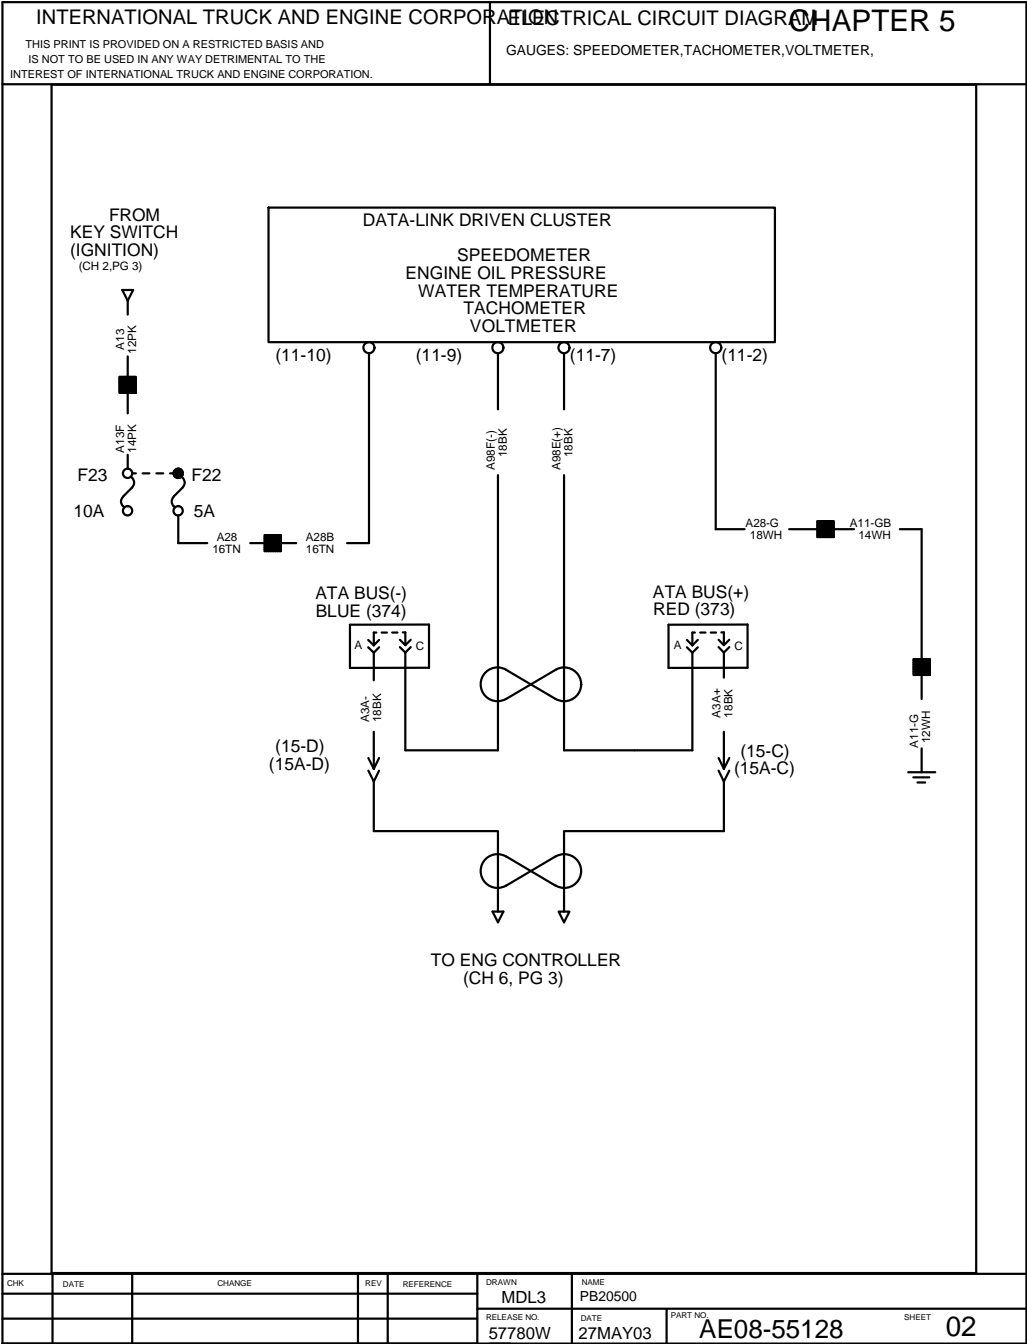 INTERNATIONAL TRUCK AND ENGINE CORPORATION
ELECTRICAL CIRCUIT DIAGRAM
CHAPTER 5
THIS PRINT IS PROVIDED ON A RESTRICTED BASIS AND
IS NOT TO BE USED IN ANY WAY DETRIMENTAL TO THE
INTEREST OF INTERNATIONAL TRUCK AND ENGINE CORPORATION.
GAUGES: SPEEDOMETER,TACHOMETER,VOLTMETER,
FROM
KEY SWITCH
(IGNITION)
(CH 2,PG 3)
DATA-LINK DRIVEN CLUSTER
SPEEDOMETER
ENGINE OIL PRESSURE
WATER TEMPERATURE
TACHOMETER
VOLTMETER
(11-10)
(11-9)
(11-7)
(11-2)
A13
12PK
A13F
14PK
A98F(-)
18BK
A98E(+)
18BK
F23
F22
10A
5A
A28
16TN
A28B
16TN
A28-G
18WH
A11-GB
14WH
ATA BUS(-)
BLUE (374)
A
C
ATA BUS(+)
RED (373)
A
C
A3A-
18BK
A3A+
18BK
A11-G
12WH
(15-D)
(15A-D)
(15-C)
(15A-C)
TO ENG CONTROLLER
(CH 6, PG 3)
CHK
DATE
CHANGE
REV
REFERENCE
DRAWN
MDL3
NAME
PB20500
RELEASE NO.
57780W
DATE
27MAY03
PART NO.
AE08-55128
SHEET
02